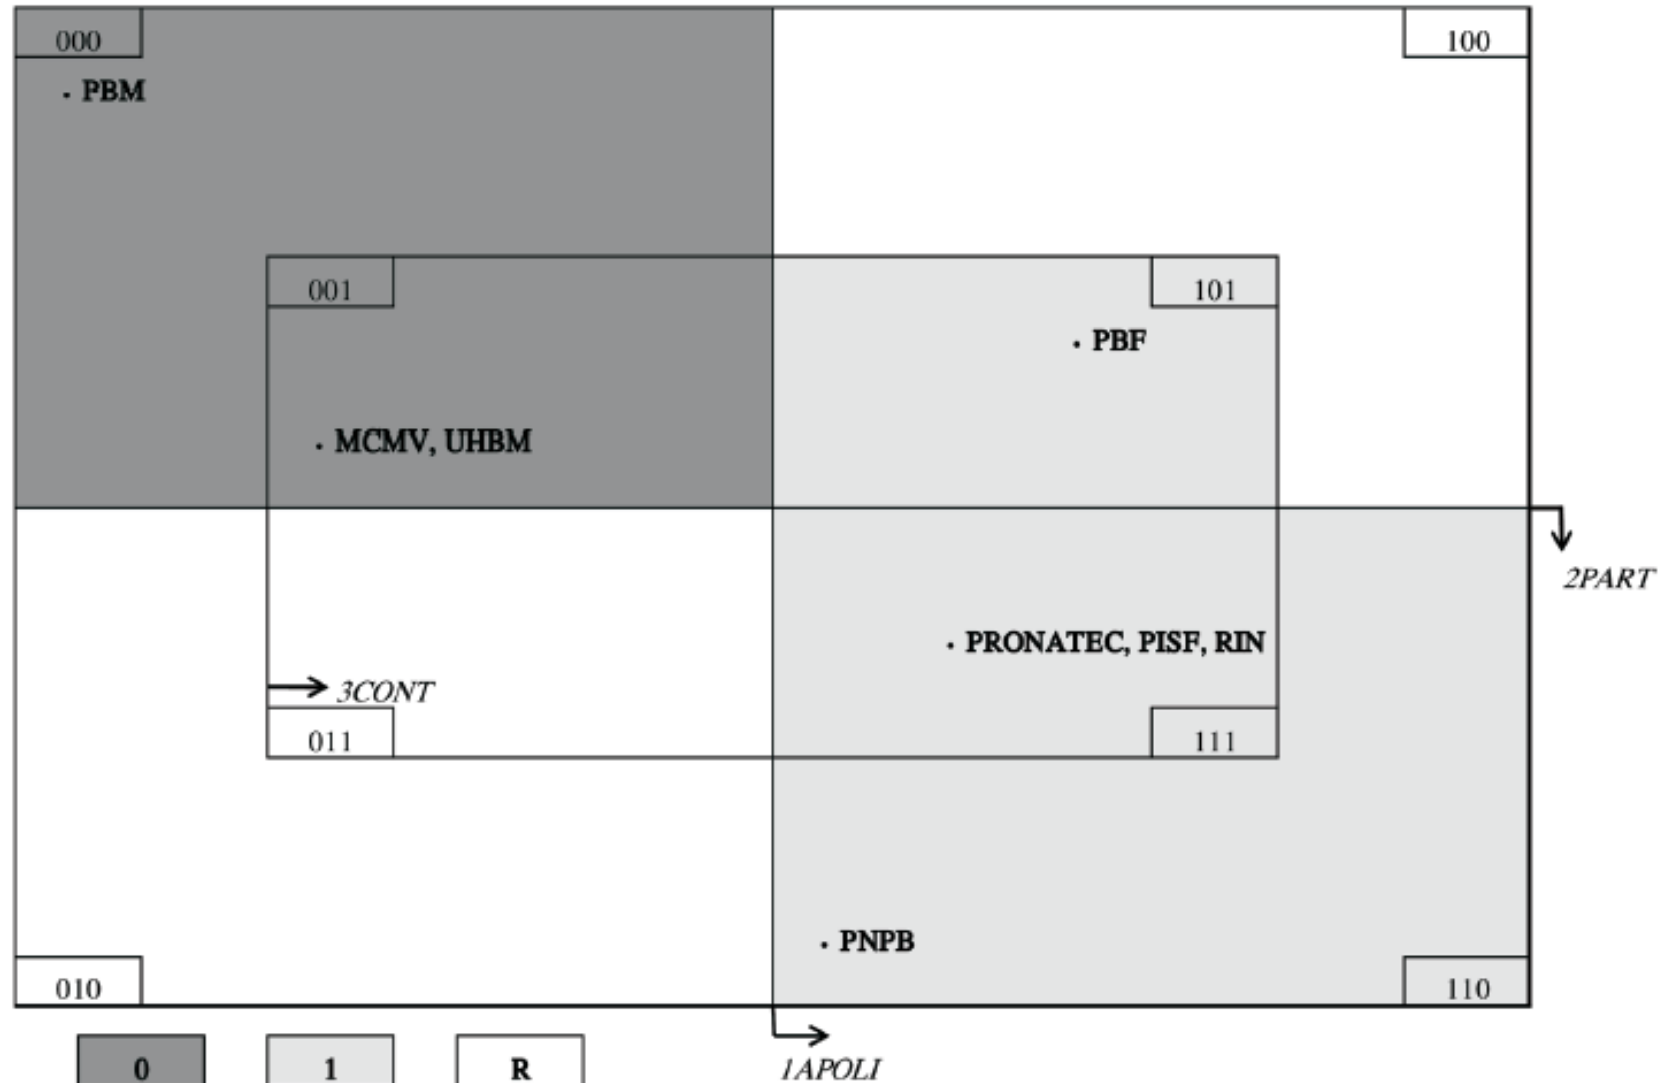 000
100
PBM
001
101
PBF
MCMV, UHBM
2PART
PRONATEC, PISF, RIN
3CONT
011
111
PNPB
010
110
0
1
R
1APOLI